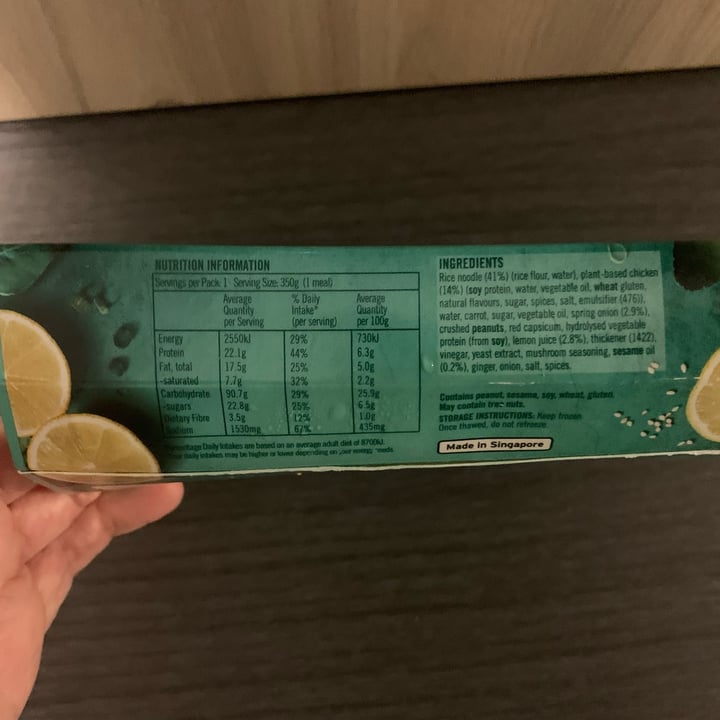 NUTRITION INFORMATION
Servings per Pack: 1 Serving Size: 350g (1 meal)
Average Quantity per Serving % Daily Intake* (per serving) Average Quantity per 100g
Energy 2550kJ 29% 730kJ
Protein 22.1g 44% 6.3g
Fat, total 17.5g 25% 5.0g
-saturated 7.7g 32% 2.2g
Carbohydrate 90.7g 29% 25.9g
-sugars 22.8g 25% 6.5g
Dietary Fibre 3.5g 12% 1.0g
Sodium 1530mg 67% 435mg
*Percentage Daily Intakes are based on an average adult diet of 8700kJ.
Your daily intakes may be higher or lower depending on your energy needs.
INGREDIENTS
Rice noodle (41%) (rice flour, water), plant-based chicken
(14%) (soy protein, water, vegetable oil, wheat gluten,
natural flavours, sugar, spices, salt, emulsifier (476)),
water, carrot, sugar, vegetable oil, spring onion (2.9%),
crushed peanuts, red capsicum, hydrolysed vegetable
protein (from soy), lemon juice (2.8%), thickener (1422),
vinegar, yeast extract, mushroom seasoning, sesame oil
(0.2%), ginger, onion, salt, spices.
Contains peanut, sesame, soy, wheat, gluten.
May contain tree nuts.
STORAGE INSTRUCTIONS: Keep frozen
Once thawed, do not refreeze.
Made in Singapore